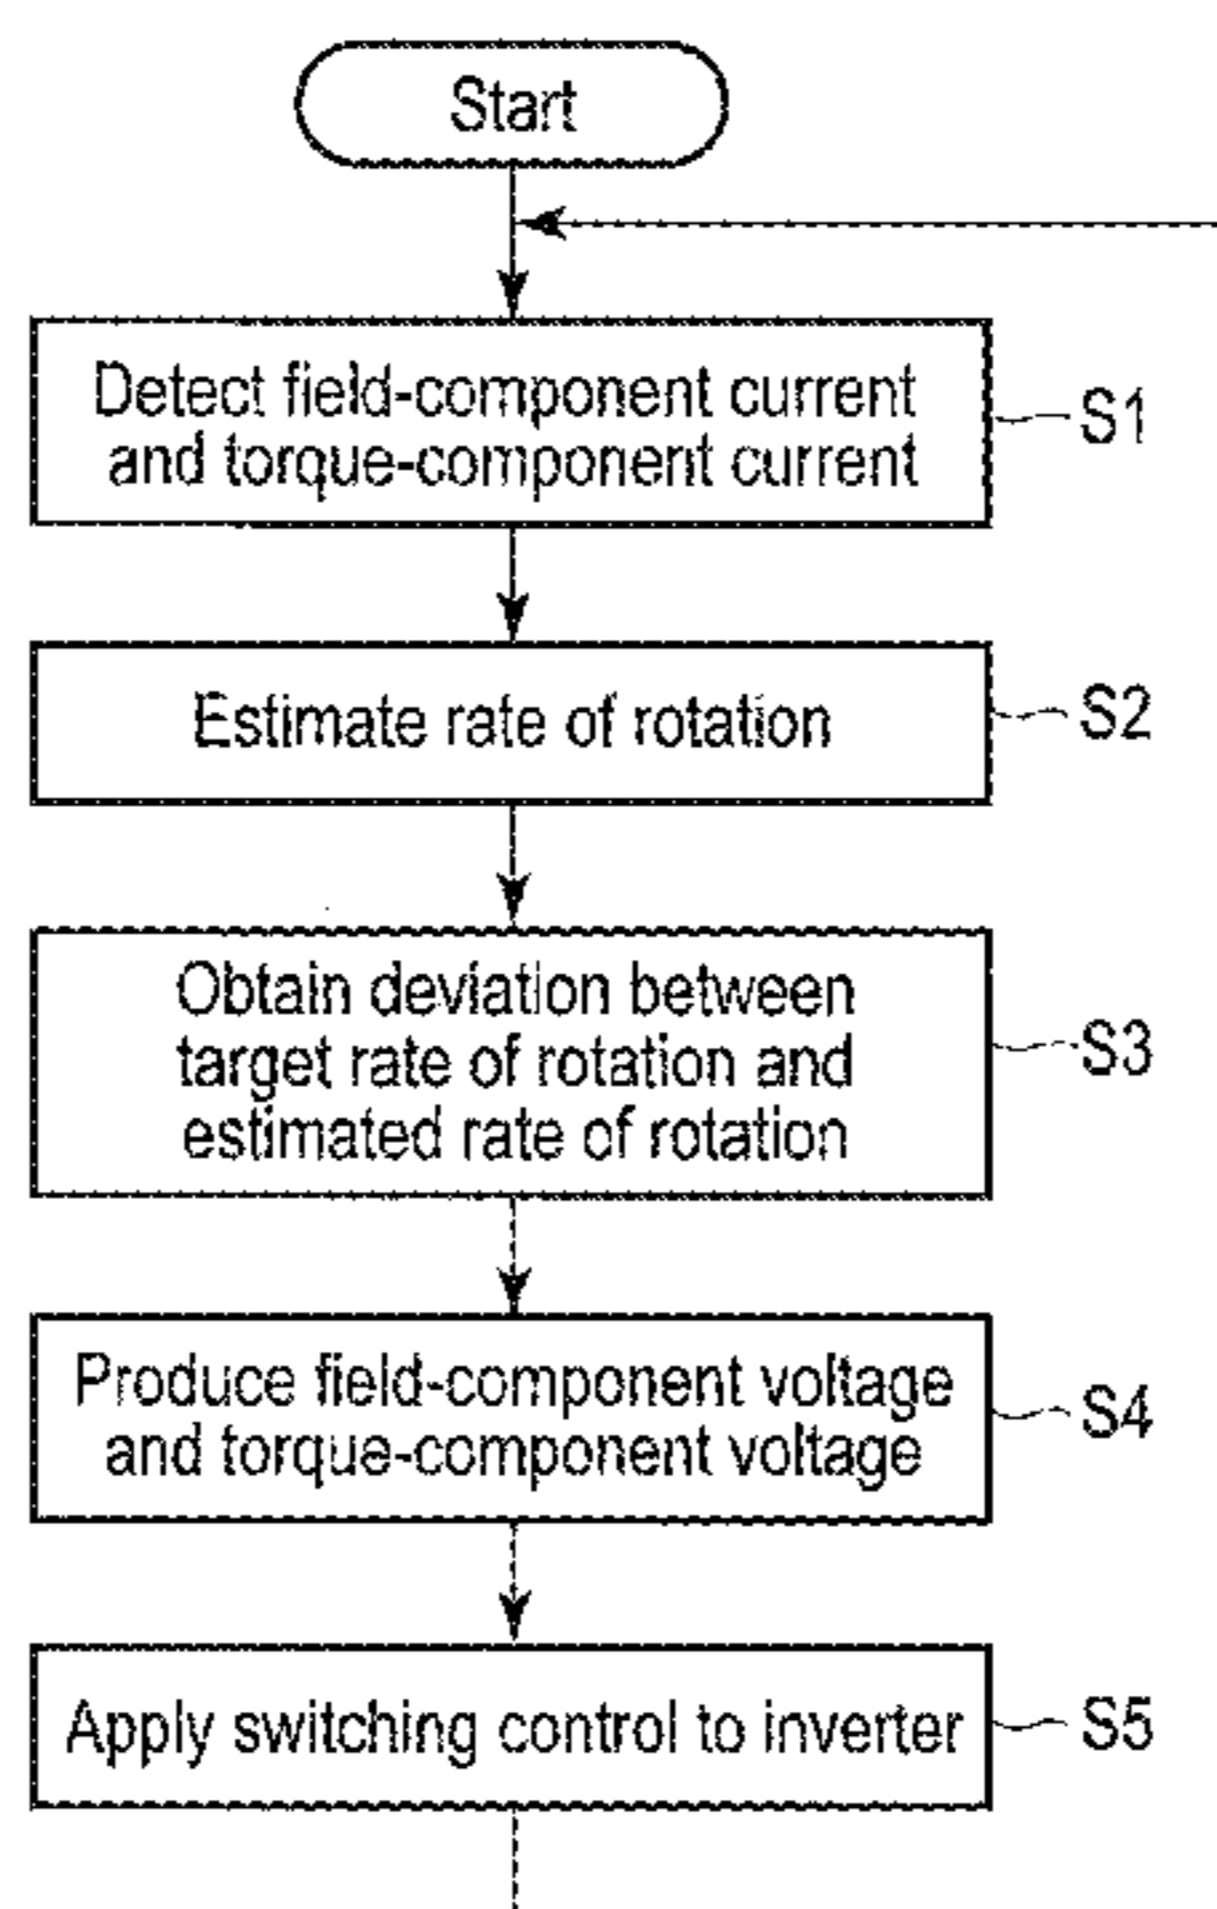 Start
Detect field-component current
and torque-component current
S1
Estimate rate of rotation
S2
Obtain deviation between
target rate of rotation and
estimated rate of rotation
S3
Produce field-component voltage
and torque-component voltage
S4
Apply switching control to inverter
S5